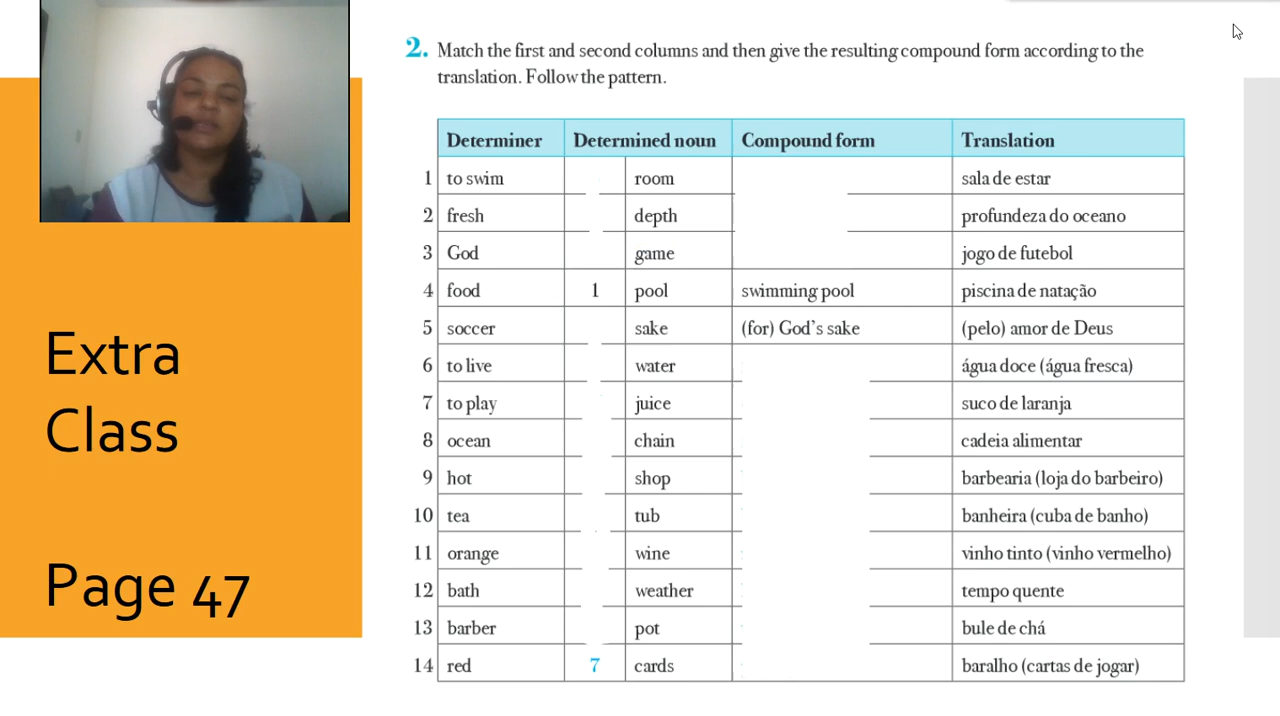 2. Match the first and second columns and then give the resulting compound form according to the
translation. Follow the pattern.
Determiner Determined noun Compound form Translation
1 to swim room sala de estar
2 fresh depth profundeza do oceano
3 God game jogo de futebol
4 food 1 pool swimming pool piscina de natação
5 soccer sake (for) God's sake (pelo) amor de Deus
6 to live water água doce (água fresca)
7 to play juice suco de laranja
8 ocean chain cadeia alimentar
9 hot shop barbearia (loja do barbeiro)
10 tea tub banheira (cuba de banho)
11 orange wine vinho tinto (vinho vermelho)
12 bath weather tempo quente
13 barber pot bule de chá
14 red 7 cards baralho (cartas de jogar)
Extra
Class
Page 47